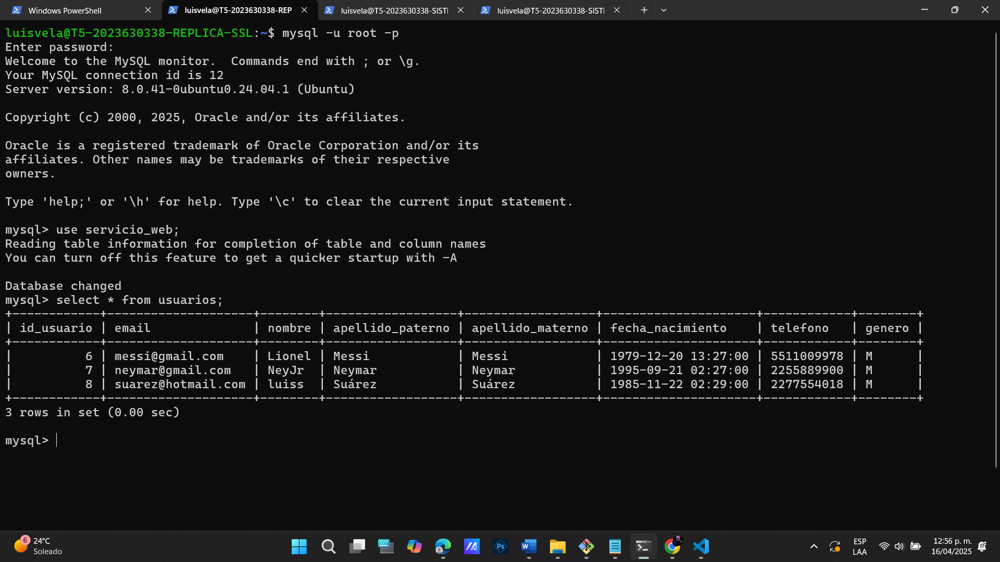 Windows PowerShell
luisvela@T5-2023630338-REP
luisvela@T5-2023630338-SISTI
luisvela@T5-2023630338-SISTI
luisvela@T5-2023630338-REPLICA-SSL:~$ mysql -u root -p
Enter password:
Welcome to the MySQL monitor.  Commands end with ; or \g.
Your MySQL connection id is 12
Server version: 8.0.41-0ubuntu0.24.04.1 (Ubuntu)
Copyright (c) 2000, 2025, Oracle and/or its affiliates.
Oracle is a registered trademark of Oracle Corporation and/or its
affiliates. Other names may be trademarks of their respective
owners.
Type 'help;' or '\h' for help. Type '\c' to clear the current input statement.
mysql> use servicio_web;
Reading table information for completion of table and column names
You can turn off this feature to get a quicker startup with -A
Database changed
mysql> select * from usuarios;
+------------+--------------------+--------+------------------+------------------+---------------------+------------+--------+
| id_usuario | email              | nombre | apellido_paterno | apellido_materno | fecha_nacimiento    | telefono   | genero |
+------------+--------------------+--------+------------------+------------------+---------------------+------------+--------+
|          6 | messi@gmail.com    | Lionel | Messi            | Messi            | 1979-12-20 13:27:00 | 5511009978 | M      |
|          7 | neymar@gmail.com   | NeyJr  | Neymar           | Neymar           | 1995-09-21 02:27:00 | 2255889900 | M      |
|          8 | suarez@hotmail.com | luiss  | Suárez           | Suárez           | 1985-11-22 02:29:00 | 2277554018 | M      |
+------------+--------------------+--------+------------------+------------------+---------------------+------------+--------+
3 rows in set (0.00 sec)
mysql>
6
24°C
Soleado
Ps
W
ESP
LAA
12:56 p. m.
16/04/2025